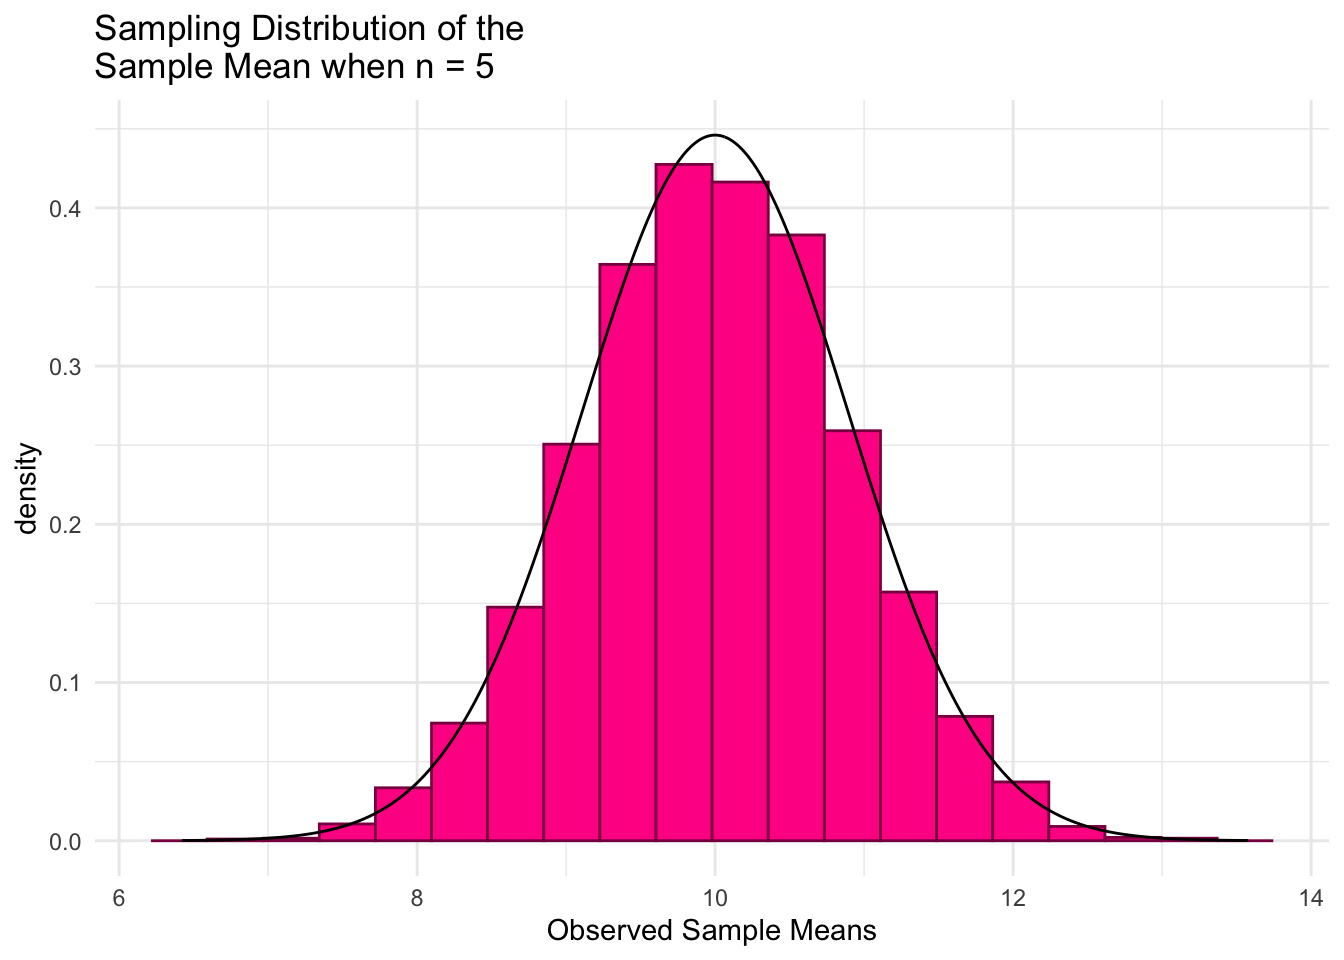 Sampling Distribution of the
Sample Mean when n = 5
density
0.4
0.3
0.2
0.1
0.0
6 8 10 12 14
Observed Sample Means